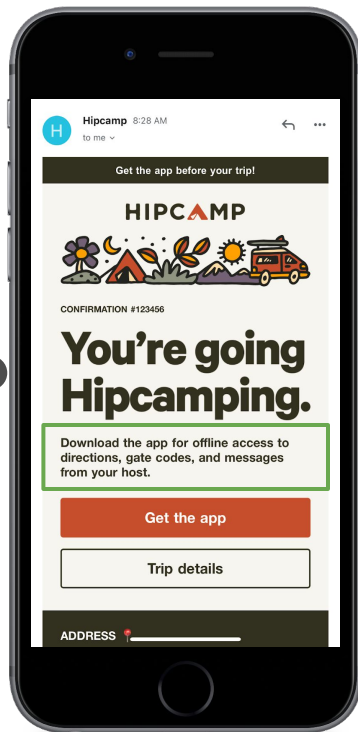 H
Hipcamp 8:28 AM
to me
Get the app before your trip!
HIPCAMP
CONFIRMATION #123456
You're going
Hipcamping.
Download the app for offline access to
directions, gate codes, and messages
from your host.
Get the app
Trip details
ADDRESS